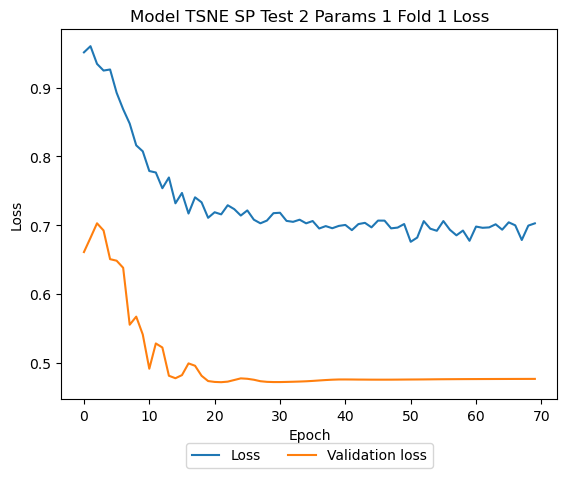 Model TSNE SP Test 2 Params 1 Fold 1 Loss
Loss
0.9
0.8
0.7
0.6
0.5
0 10 20 30 40 50 60 70
Epoch
Loss Validation loss